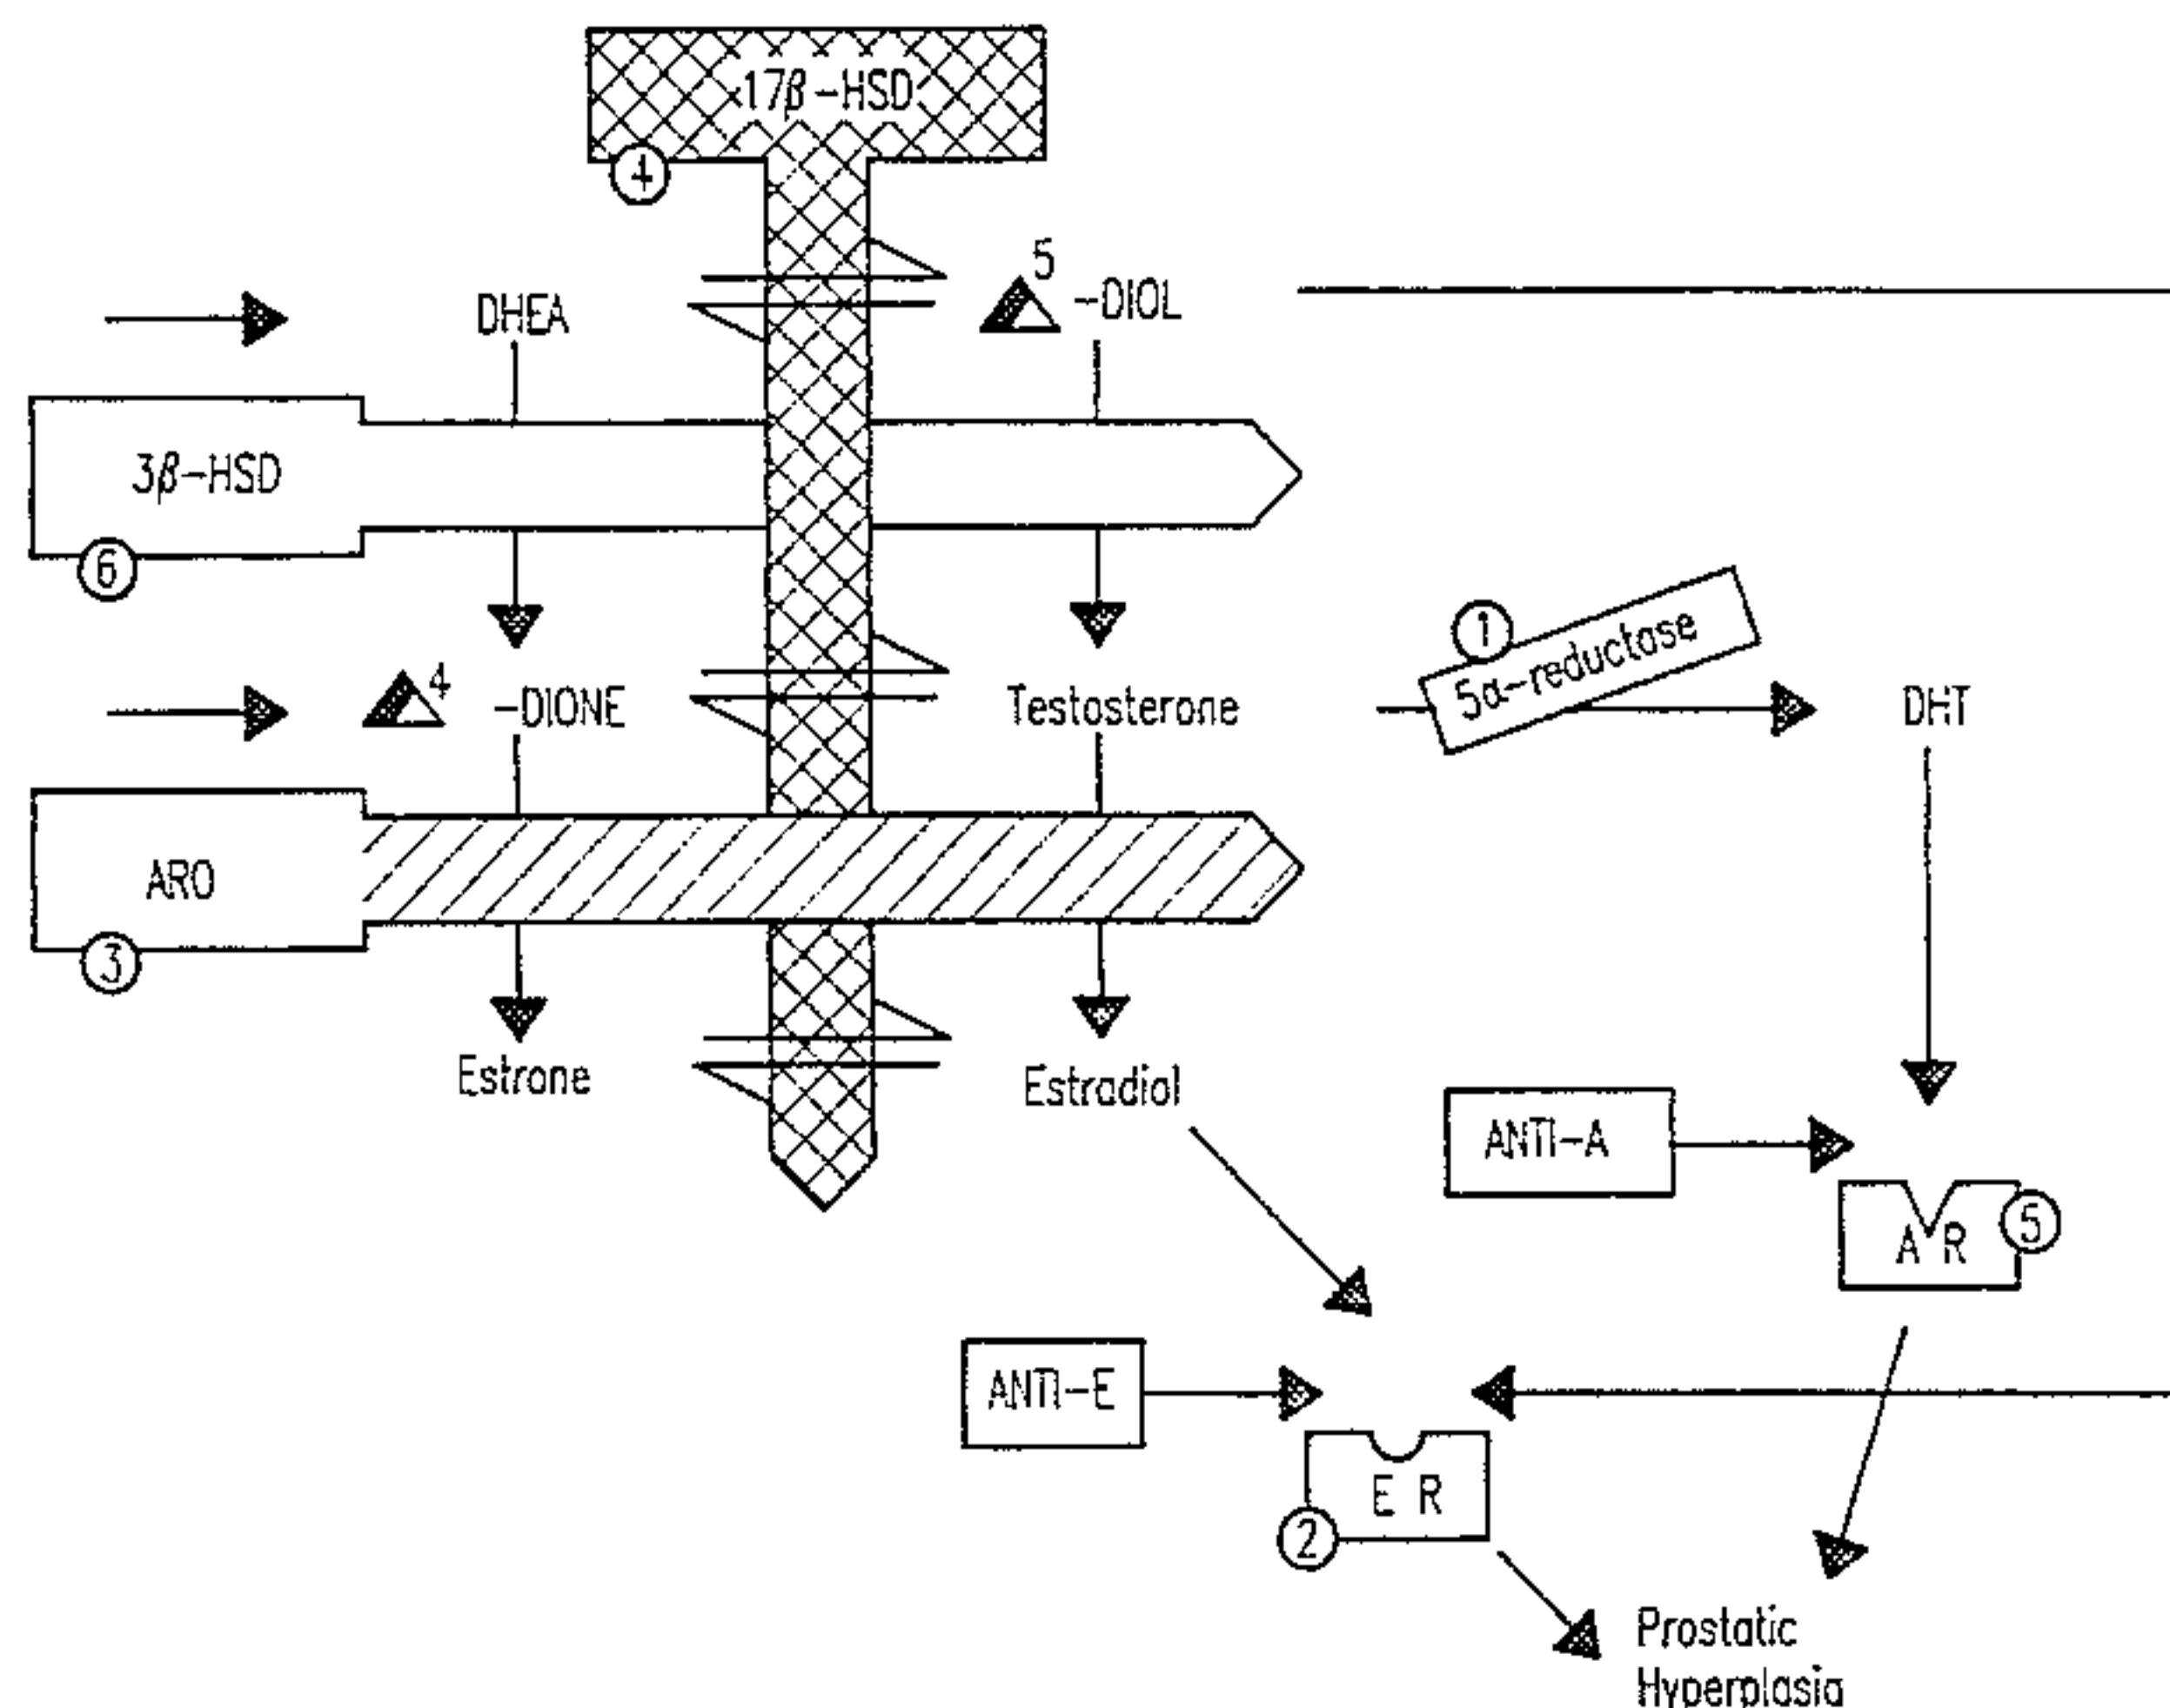 17β-HSD
4
DHEA
Δ5-DIOL
3β-HSD
6
1
5α-reductase
Δ4-DIONE
Testosterone
DHT
ARO
3
Estrone
Estradiol
ANTI-A
A R
5
ANTI-E
E R
2
Prostatic
Hyperplasia